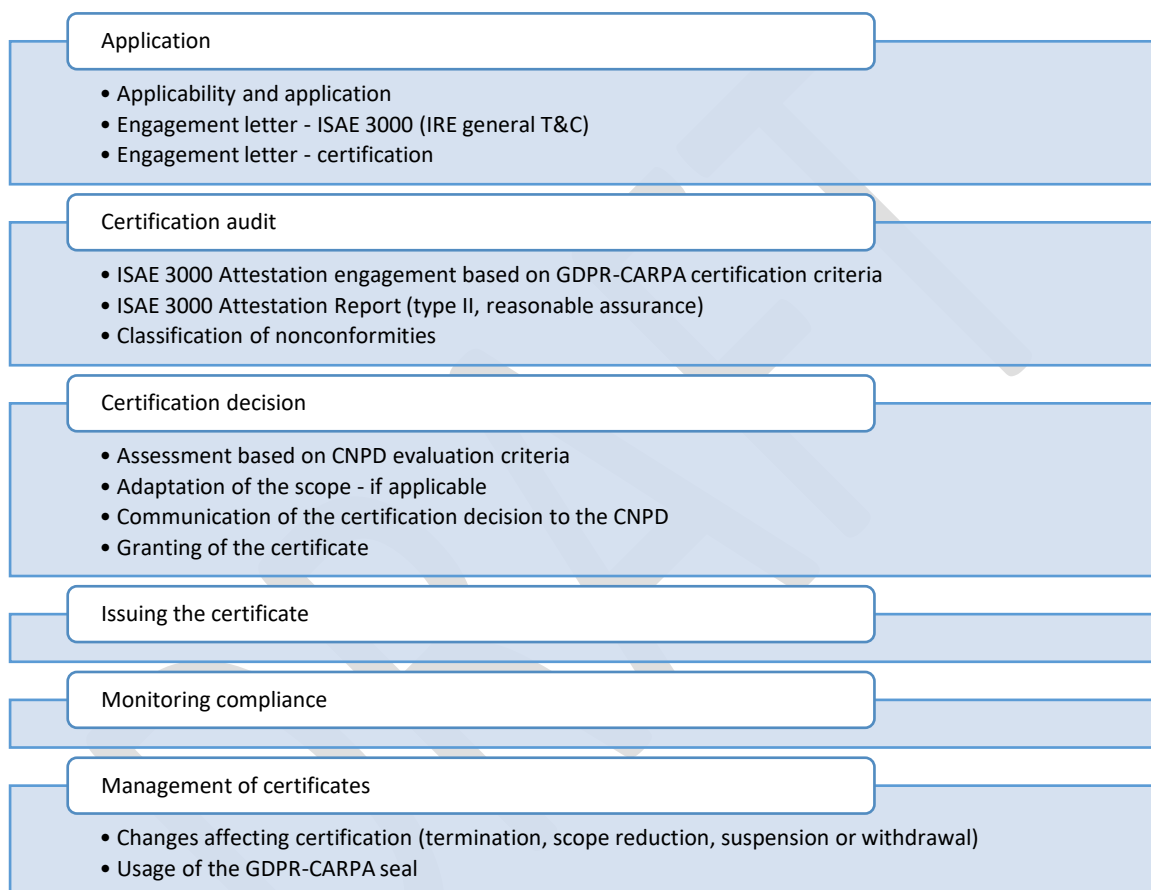 Application
• Applicability and application
• Engagement letter - ISAE 3000 (IRE general T&C)
• Engagement letter - certification
Certification audit
• ISAE 3000 Attestation engagement based on GDPR-CARPA certification criteria
• ISAE 3000 Attestation Report (type II, reasonable assurance)
• Classification of nonconformities
Certification decision
• Assessment based on CNPD evaluation criteria
• Adaptation of the scope - if applicable
• Communication of the certification decision to the CNPD
• Granting of the certificate
Issuing the certificate
Monitoring compliance
Management of certificates
• Changes affecting certification (termination, scope reduction, suspension or withdrawal)
• Usage of the GDPR-CARPA seal
DRAFT